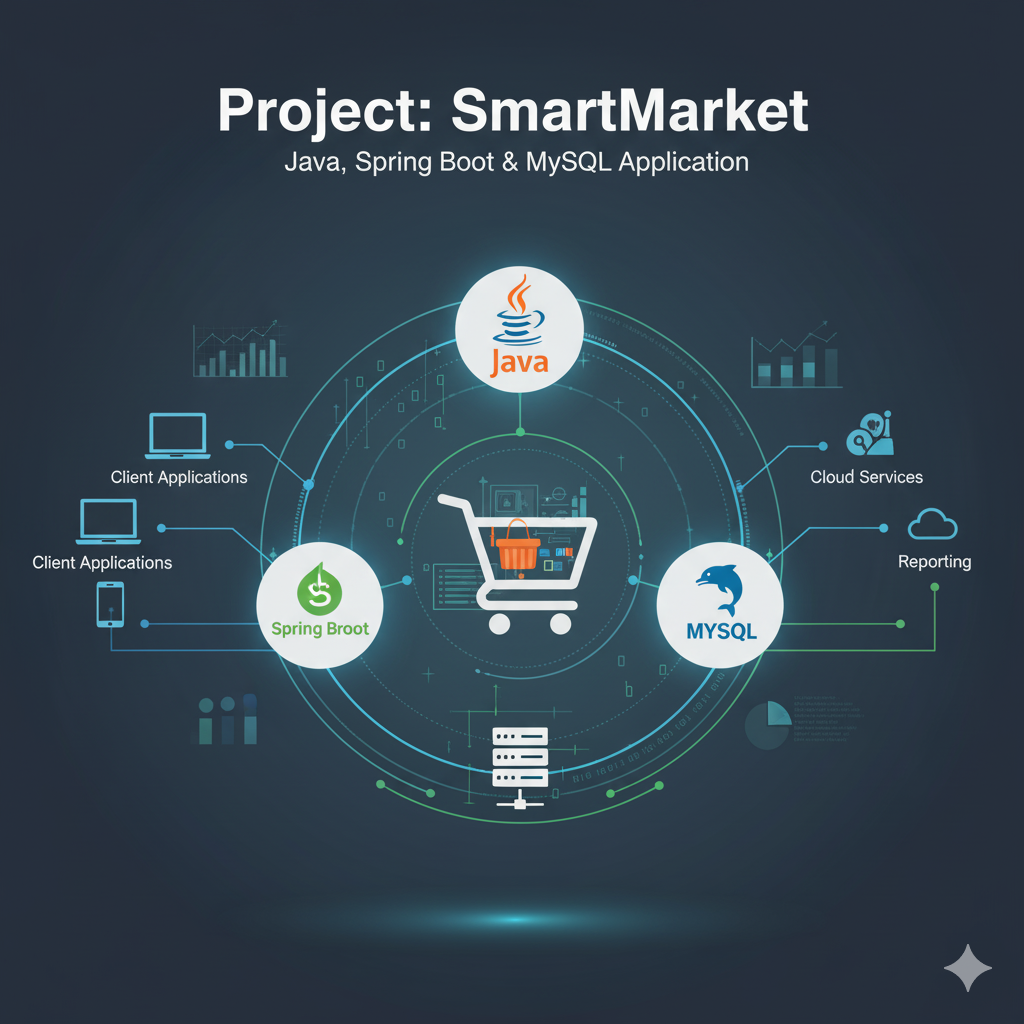 Project: SmartMarket
Java, Spring Boot & MySQL Application
Java
Client Applications
Cloud Services
Client Applications
Reporting
Spring Broot
MYSQL